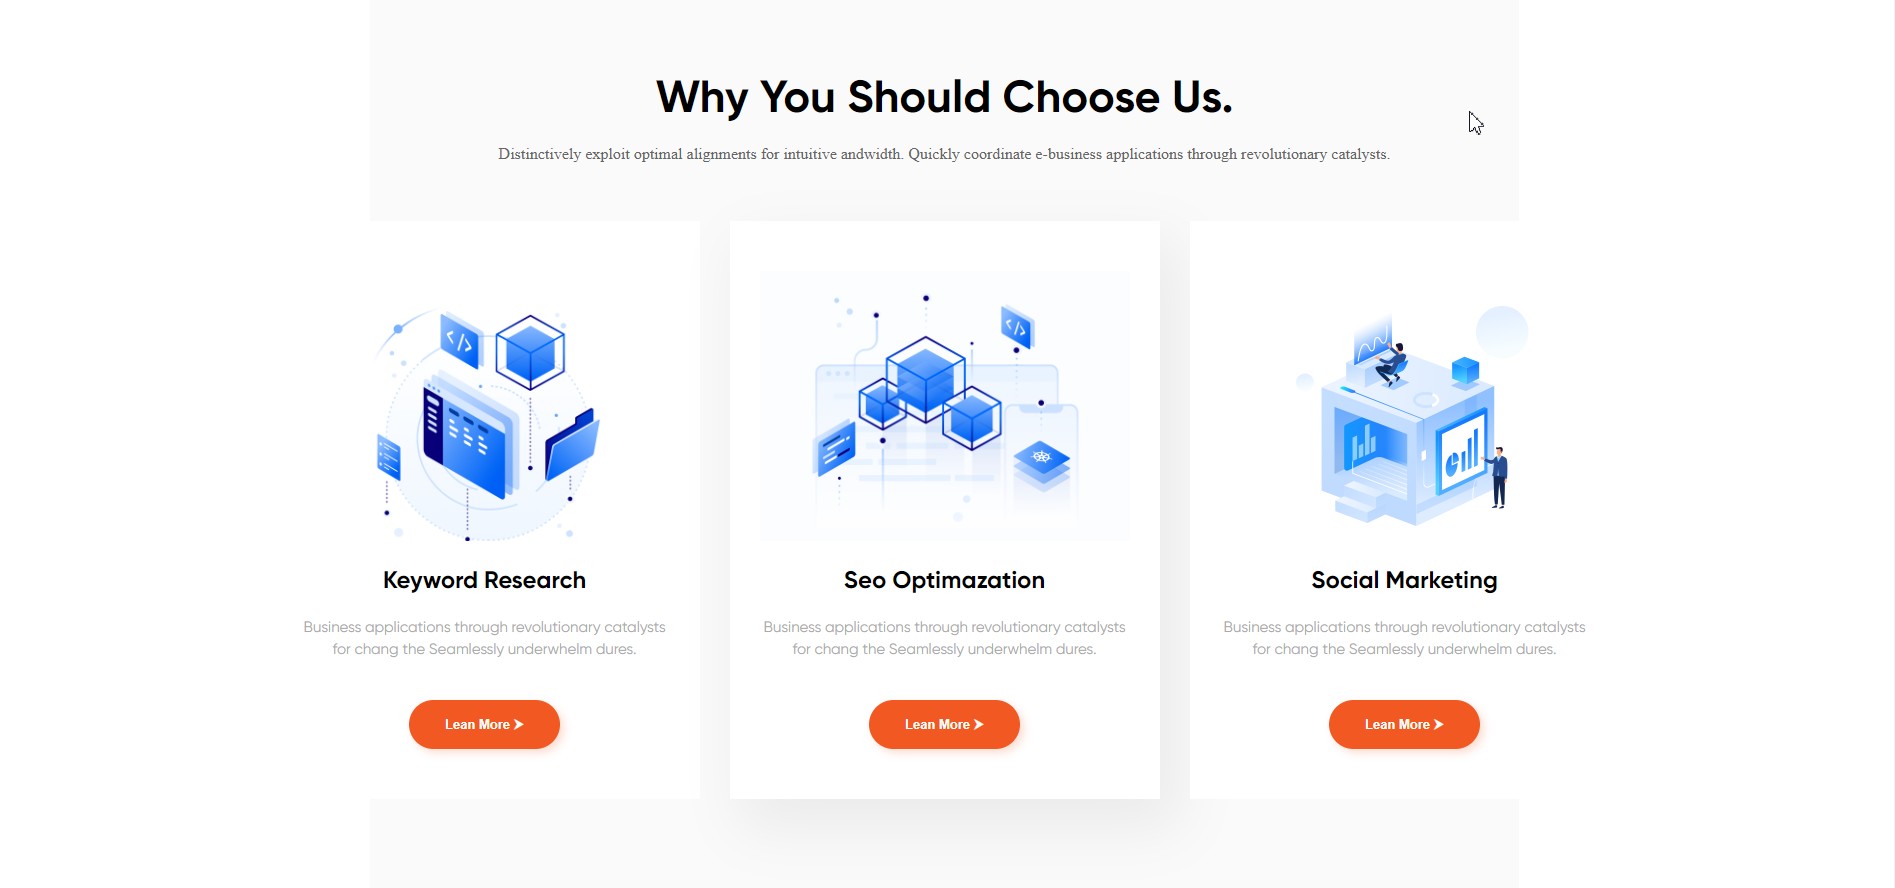 Why You Should Choose Us.
Distinctively exploit optimal alignments for intuitive andwidth. Quickly coordinate e-business applications through revolutionary catalysts.
Keyword Research
Business applications through revolutionary catalysts
for chang the Seamlessly underwhelm dures.
Lean More ➤
Seo Optimazation
Business applications through revolutionary catalysts
for chang the Seamlessly underwhelm dures.
Lean More ➤
Social Marketing
Business applications through revolutionary catalysts
for chang the Seamlessly underwhelm dures.
Lean More ➤